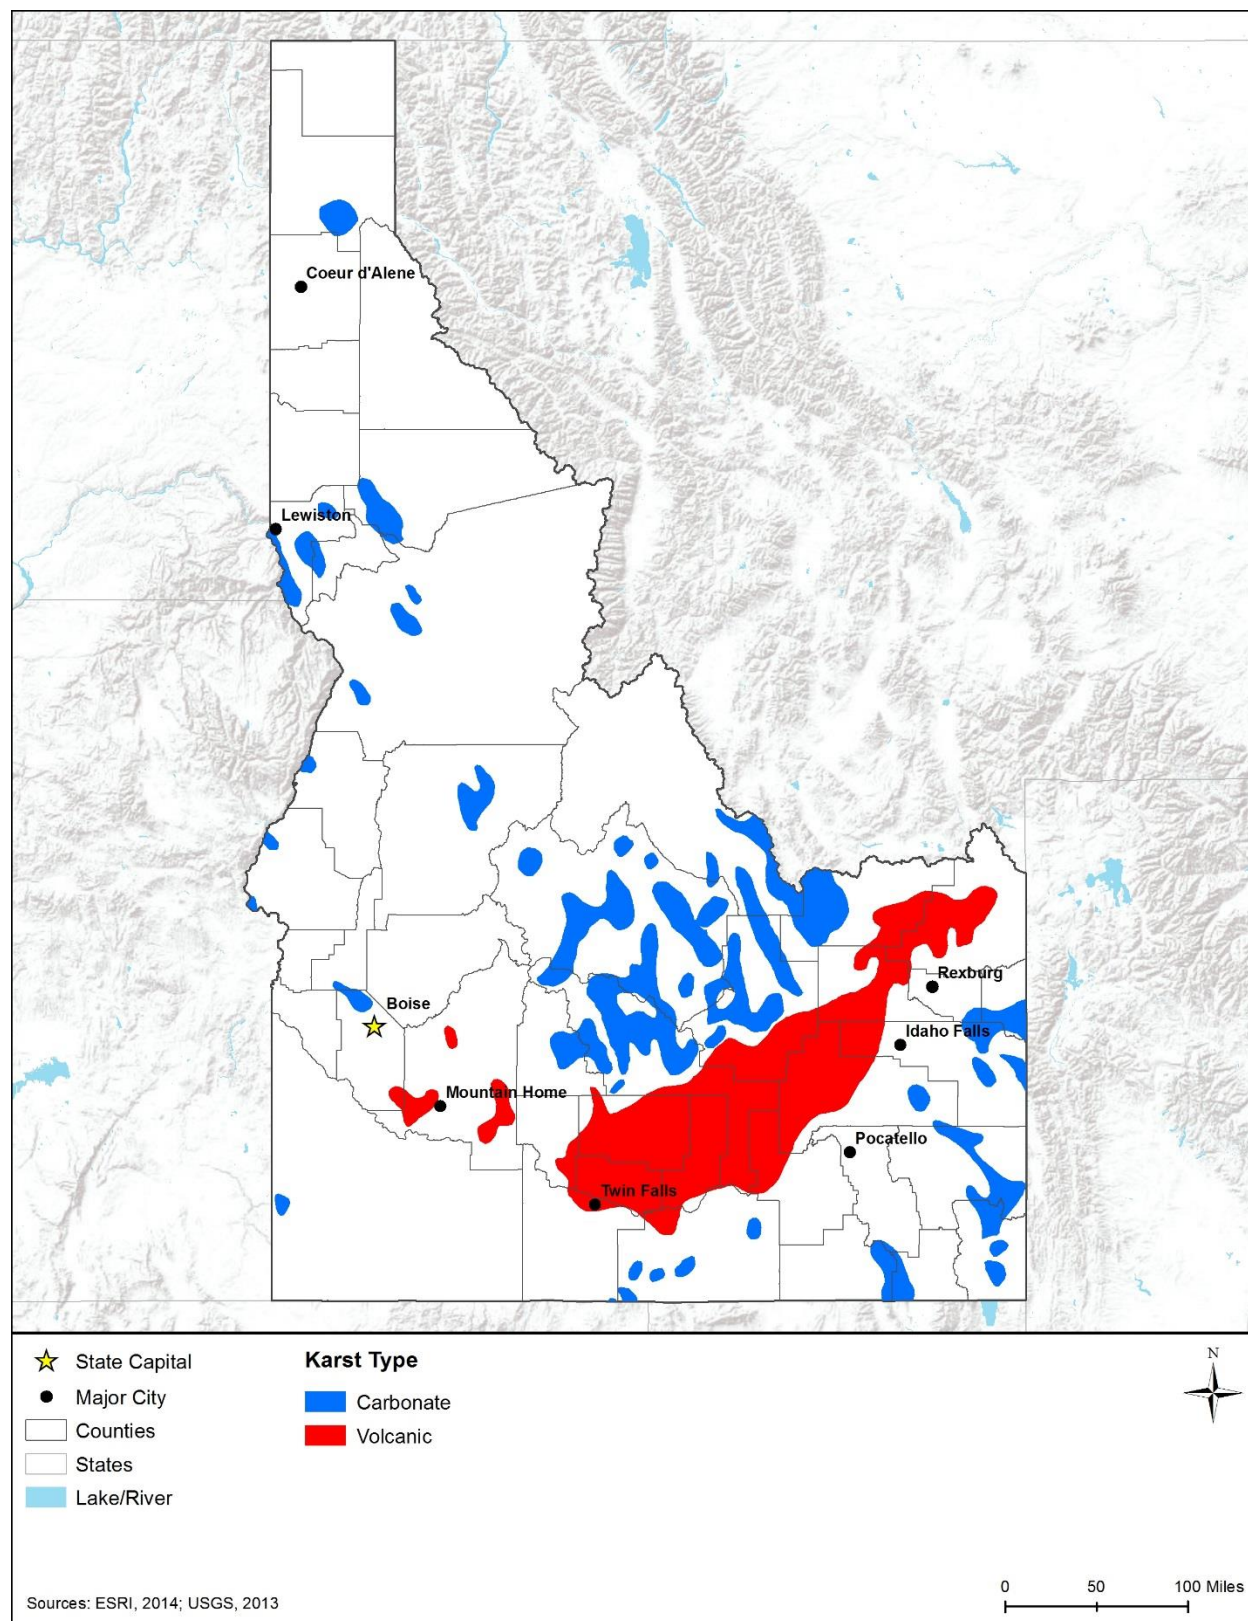 Coeur d'Alene
Lewiston
Boise
Rexburg
Idaho Falls
Mountain Home
Pocatello
Twin Falls
State Capital
Major City
Counties
States
Lake/River
Karst Type
Carbonate
Volcanic
N
0 50 100 Miles
Sources: ESRI, 2014; USGS, 2013